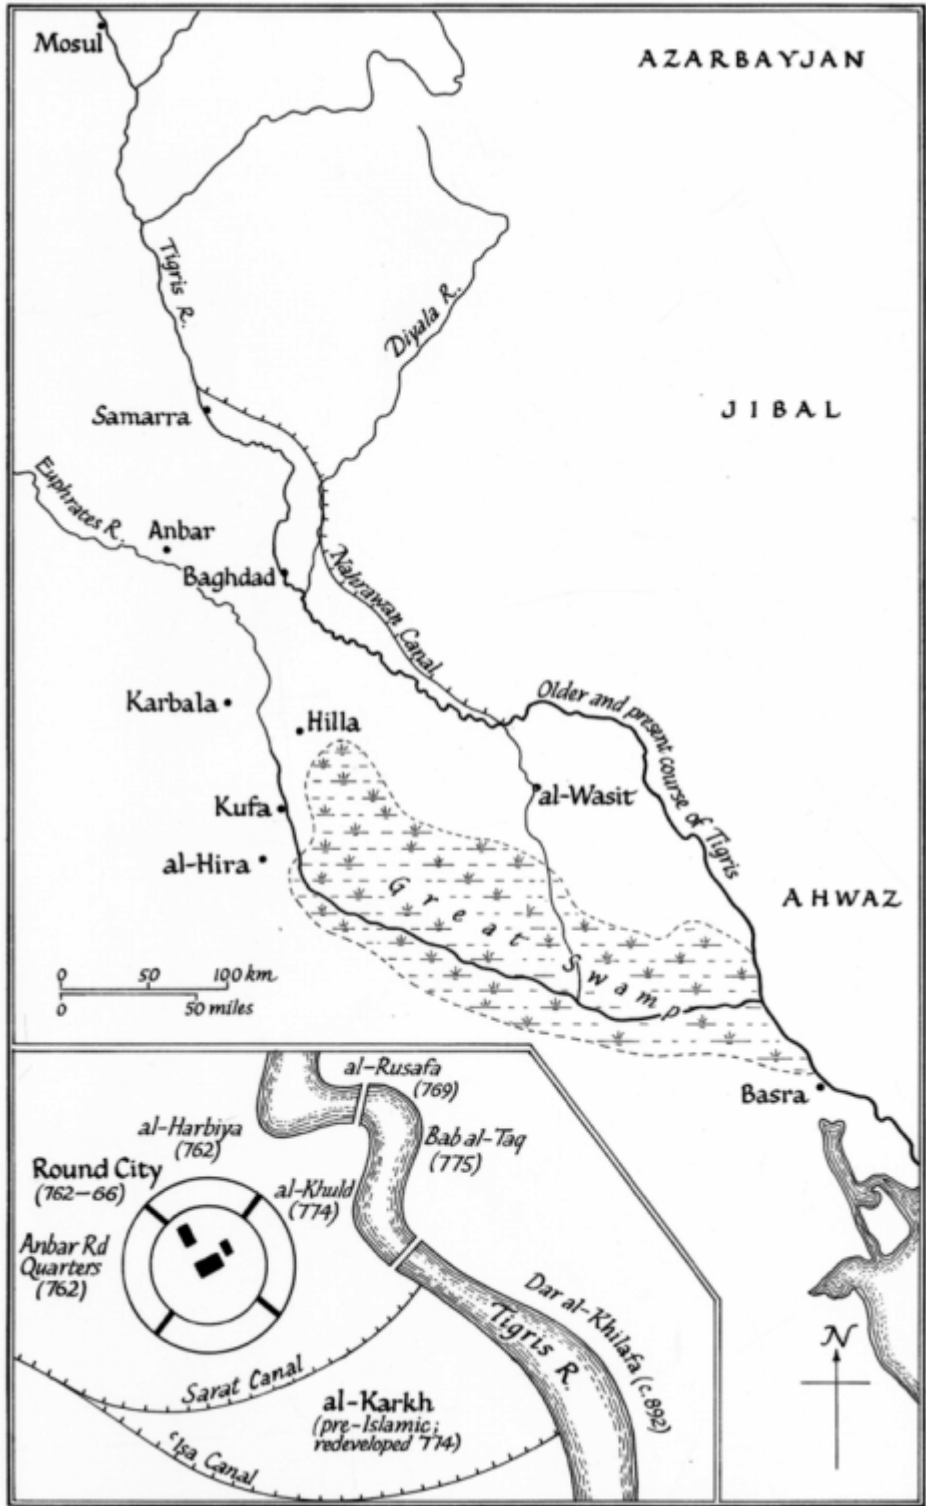 Mosul
AZARBAYJAN
Tigris R.
Diyala R.
JIBAL
Samarra
Euphrates R.
Anbar
Baghdad
Nahrawan Canal
Karbala
Hilla
Older and present course of Tigris
al-Wasit
Kufa
al-Hira
Great Swamp
AHWAZ
0 50 100 km
0 50 miles
Basra
al-Rusafa
(769)
al-Harbiya
(762)
Bab al-Taq
(775)
Round City
(762–66)
al-Khuld
(774)
Anbar Rd
Quarters
(762)
Dar al-Khilafa (c.892)
Tigris R.
Sarat Canal
al-Karkh
(pre-Islamic;
redeveloped 774)
ʿIsa Canal
N